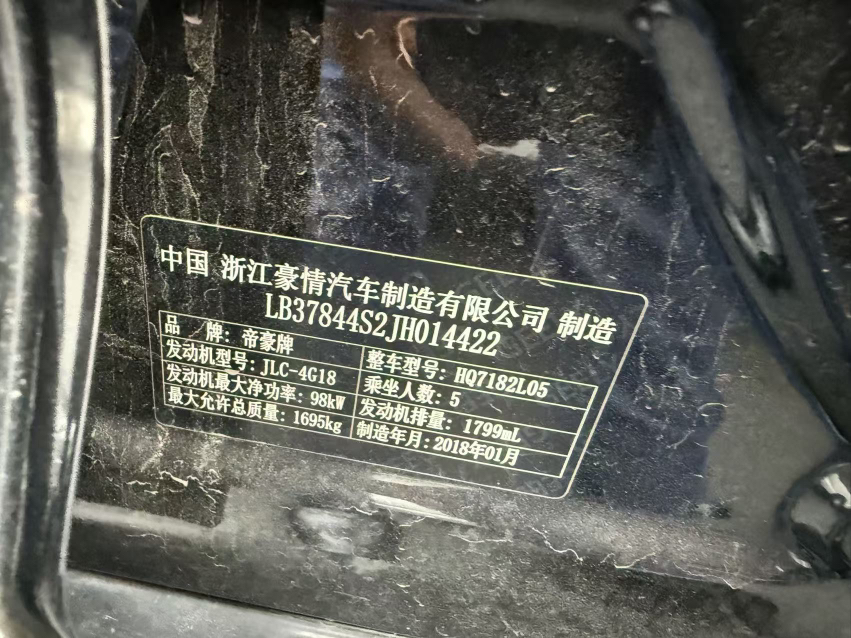 中国 浙江豪情汽车制造有限公司 制造
LB37844S2JH014422
品 牌: 帝豪牌
整车型号: HQ7182L05
发动机型号: JLC-4G18
乘坐人数: 5
发动机最大净功率: 98kW
发动机排量: 1799mL
最大允许总质量: 1695kg
制造年月: 2018年01月